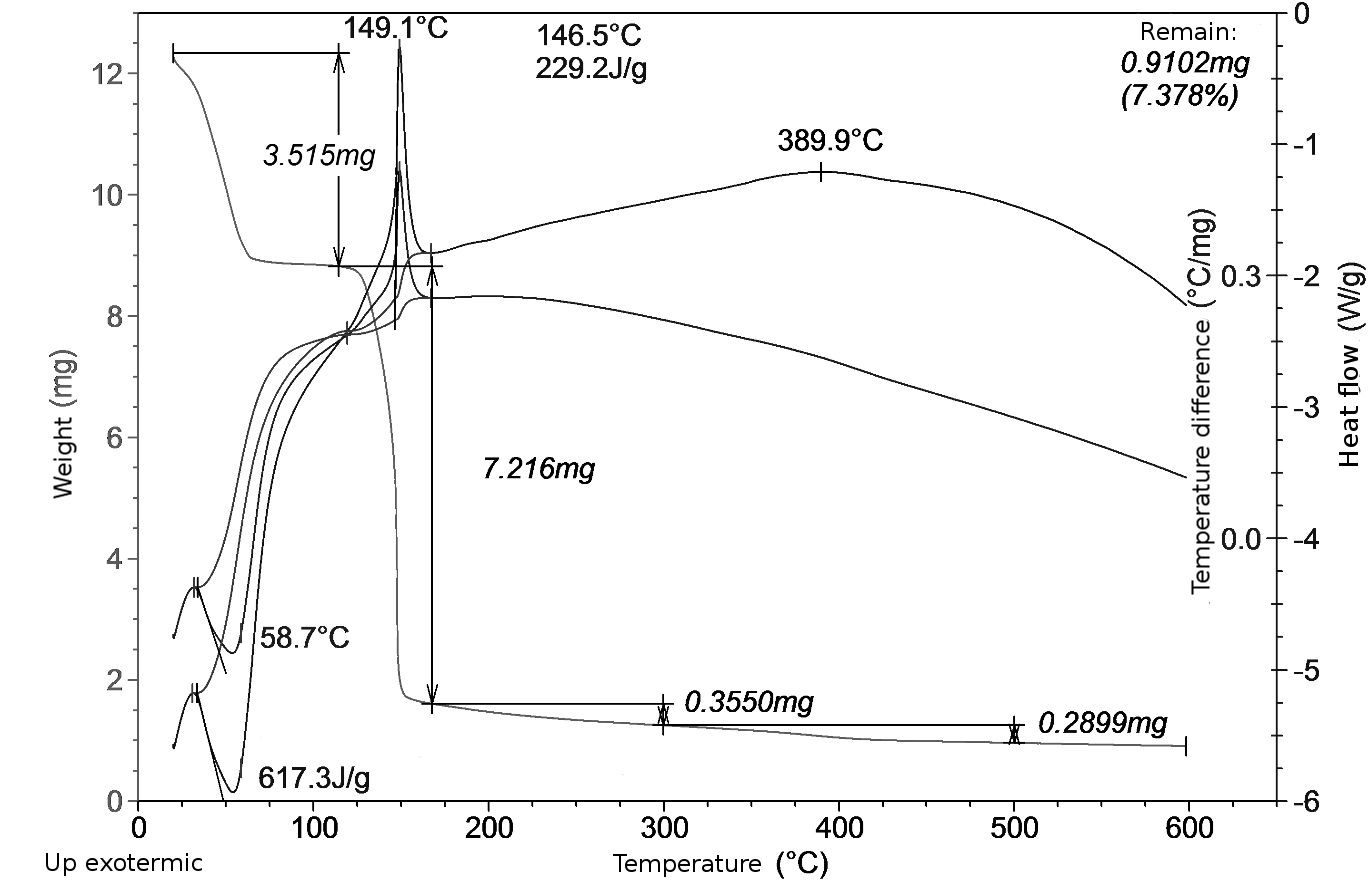 149.1°C
146.5°C
229.2J/g
Remain:
0.9102mg
(7.378%)
3.515mg
389.9°C
7.216mg
58.7°C
617.3J/g
0.3550mg
0.2899mg
Weight (mg)
12
10
8
6
4
2
0
0
100
200
300
400
500
600
Temperature (°C)
Up exotermic
Temperature difference (°C/mg)
0.3
0.0
Heat flow (W/g)
0
-1
-2
-3
-4
-5
-6